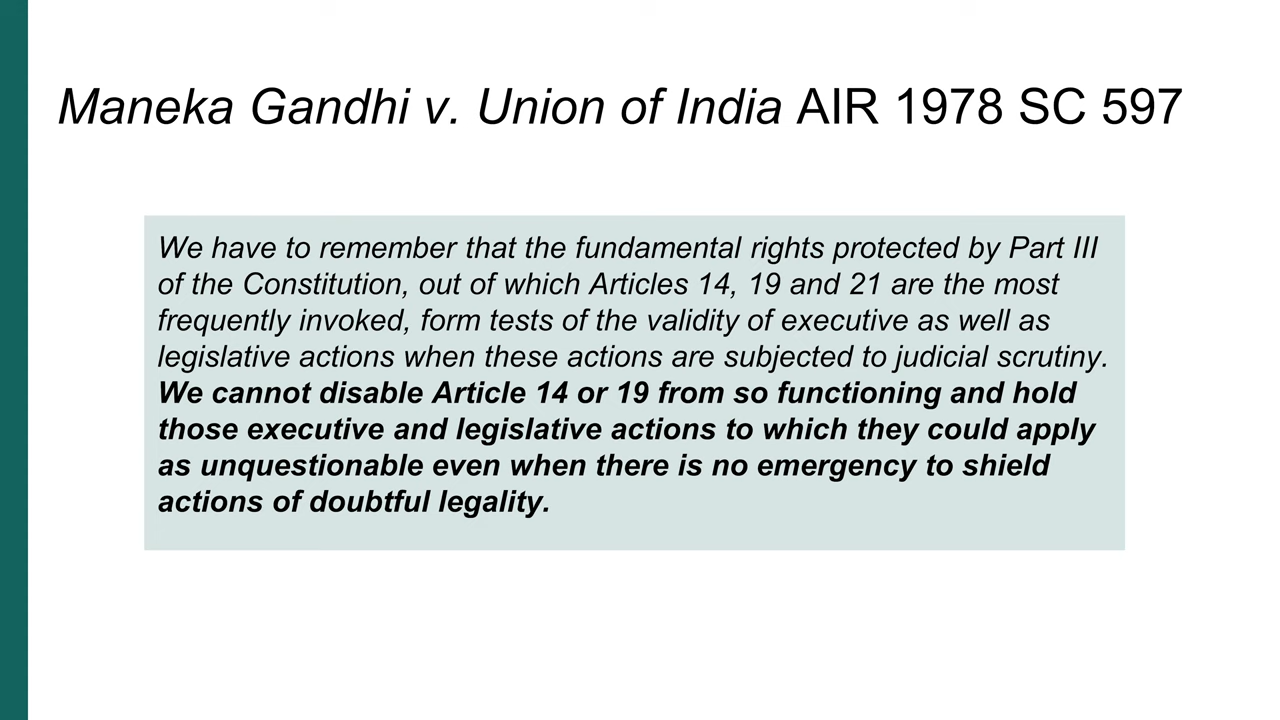 Maneka Gandhi v. Union of India AIR 1978 SC 597
We have to remember that the fundamental rights protected by Part III
of the Constitution, out of which Articles 14, 19 and 21 are the most
frequently invoked, form tests of the validity of executive as well as
legislative actions when these actions are subjected to judicial scrutiny.
We cannot disable Article 14 or 19 from so functioning and hold
those executive and legislative actions to which they could apply
as unquestionable even when there is no emergency to shield
actions of doubtful legality.